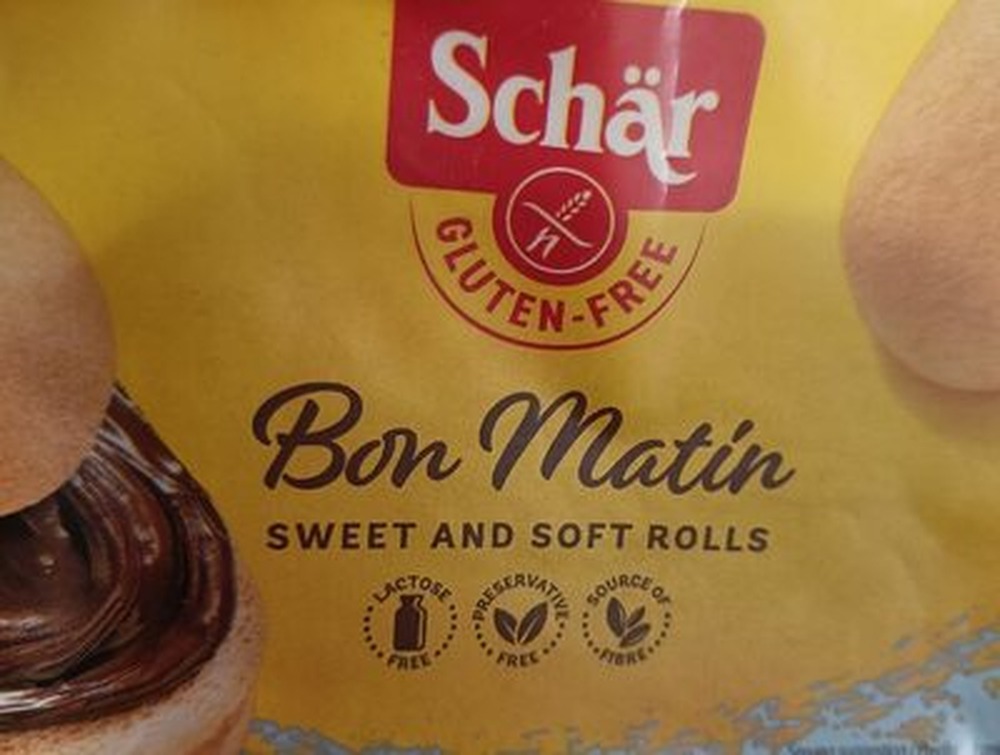 Schär
GLUTEN-FREE
Bon Matin
SWEET AND SOFT ROLLS
LACTOSE FREE
PRESERVATIVE FREE
SOURCE OF FIBRE